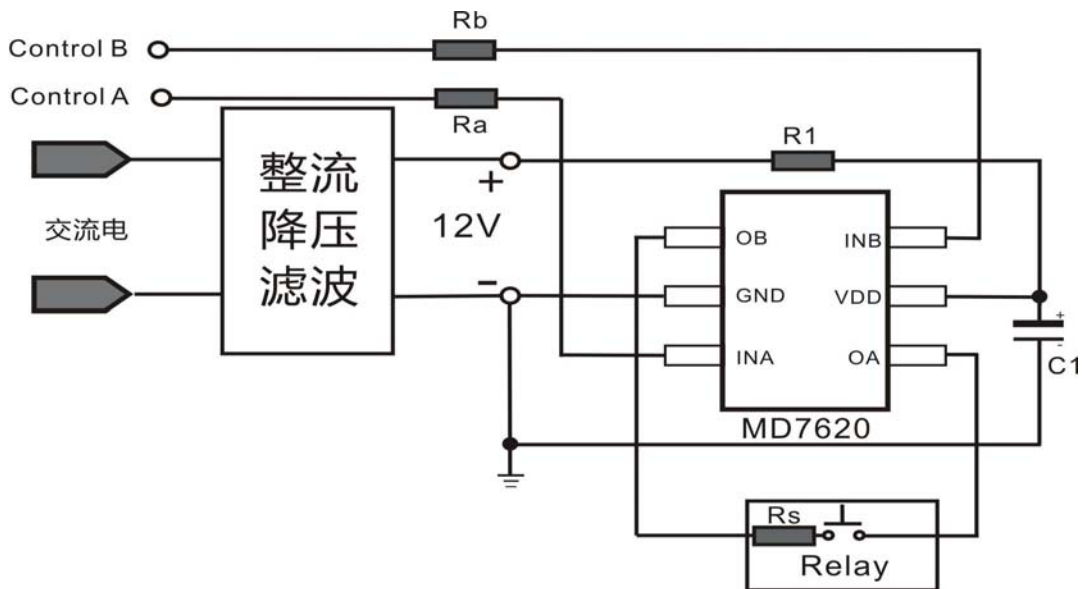 Rb
Control B
Control A
Ra
R1
整流
降压
滤波
+
12V
-
交流电
OB
INB
GND
VDD
INA
OA
+
-
C1
MD7620
Rs
Relay